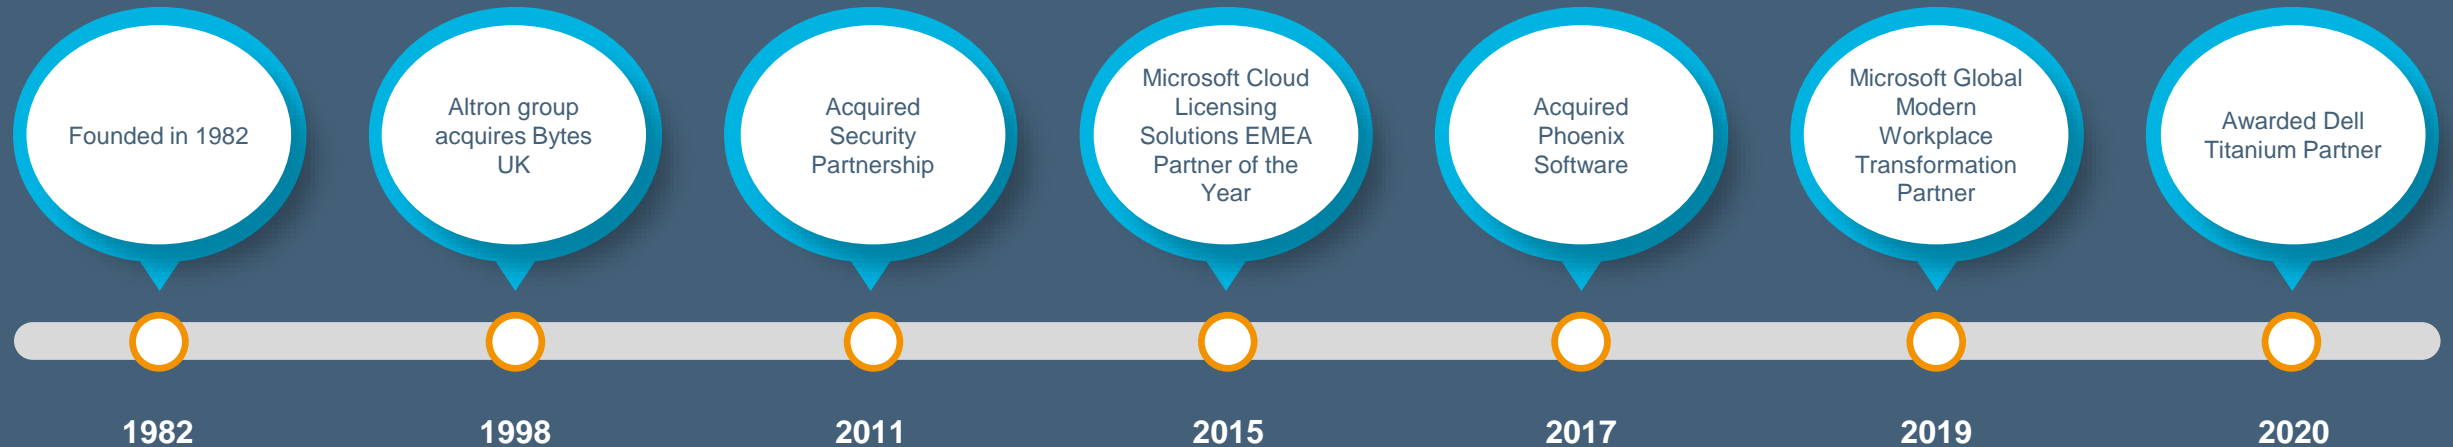 Founded in 1982
Altron group
acquires Bytes
UK
Acquired
Security
Partnership
Microsoft Cloud
Licensing
Solutions EMEA
Partner of the
Year
Acquired
Phoenix
Software
Microsoft Global
Modern
Workplace
Transformation
Partner
Awarded Dell
Titanium Partner
1982
1998
2011
2015
2017
2019
2020